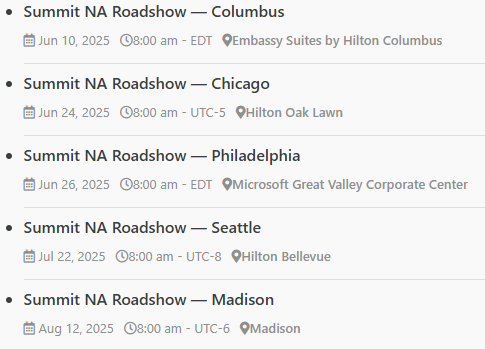 Summit NA Roadshow — Columbus
Jun 10, 2025 8:00 am - EDT Embassy Suites by Hilton Columbus
Summit NA Roadshow — Chicago
Jun 24, 2025 8:00 am - UTC-5 Hilton Oak Lawn
Summit NA Roadshow — Philadelphia
Jun 26, 2025 8:00 am - EDT Microsoft Great Valley Corporate Center
Summit NA Roadshow — Seattle
Jul 22, 2025 8:00 am - UTC-8 Hilton Bellevue
Summit NA Roadshow — Madison
Aug 12, 2025 8:00 am - UTC-6 Madison